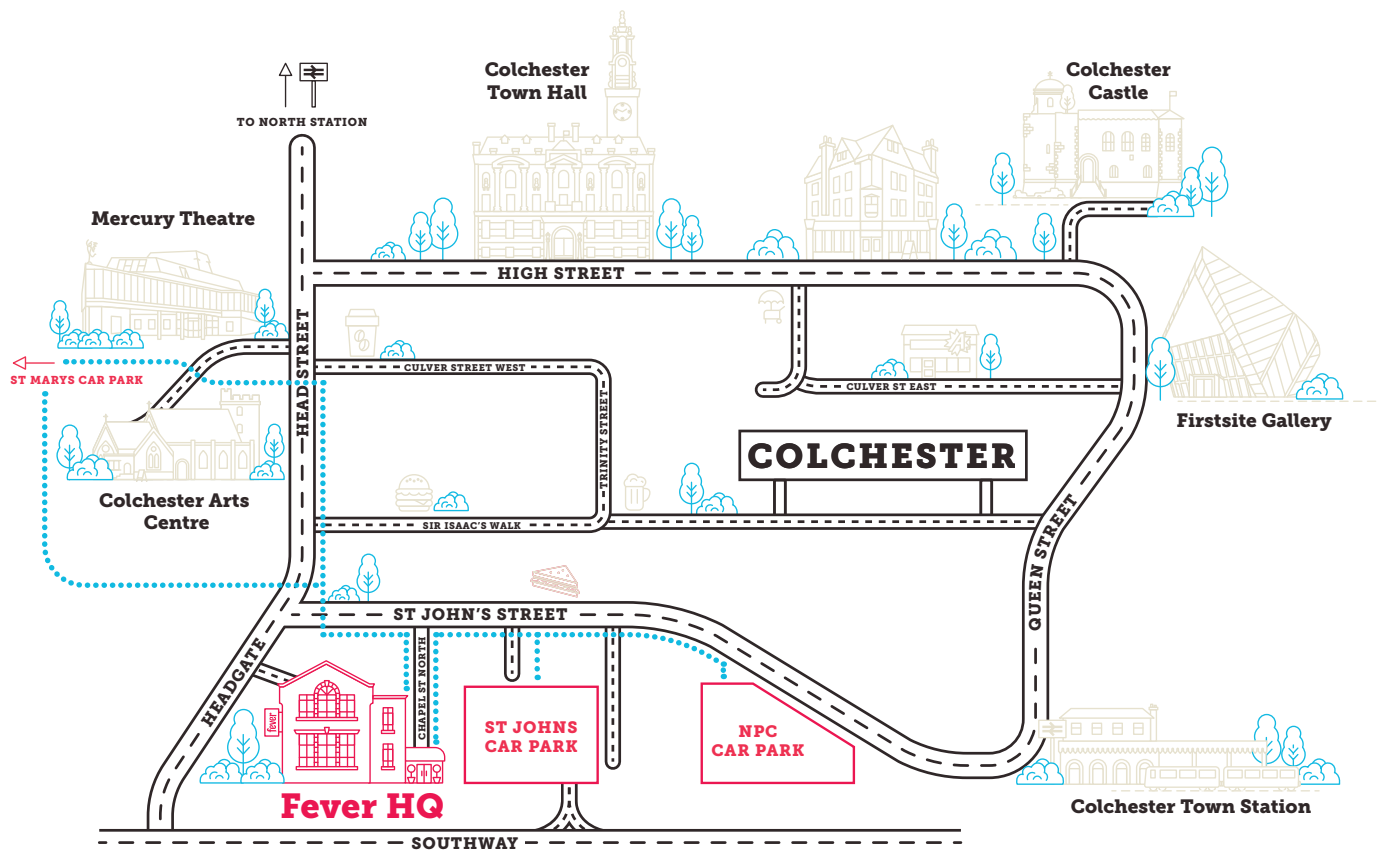 Colchester
Town Hall
Colchester
Castle
TO NORTH STATION
Mercury Theatre
HIGH STREET
HEAD STREET
ST MARYS CAR PARK
CULVER STREET WEST
CULVER ST EAST
TRINITY STREET
Firstsite Gallery
COLCHESTER
Colchester Arts
Centre
SIR ISAAC'S WALK
QUEEN STREET
ST JOHN'S STREET
HEADGATE
CHAPEL ST NORTH
fever
ST JOHNS
CAR PARK
NPC
CAR PARK
Fever HQ
Colchester Town Station
SOUTHWAY